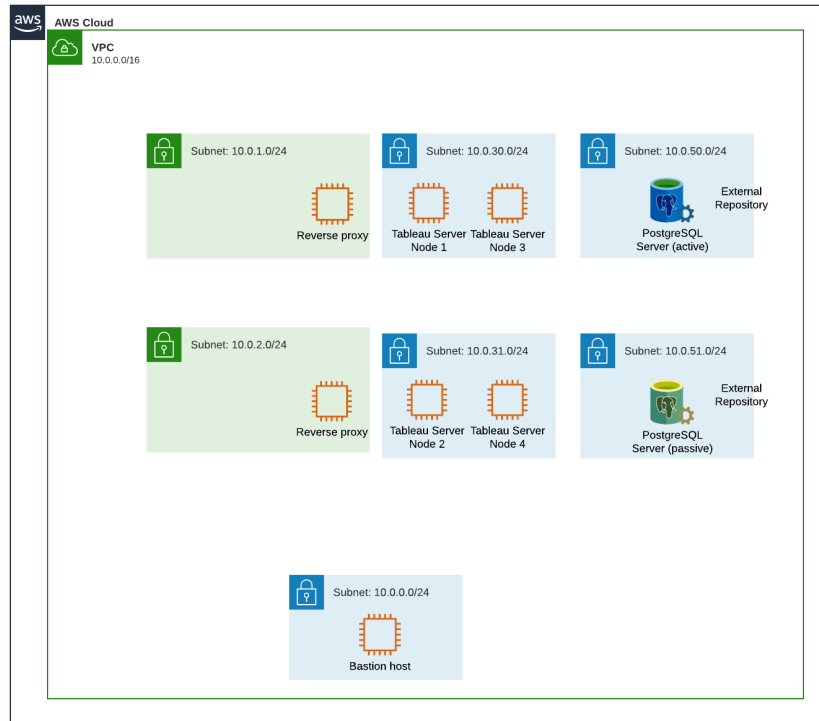 aws
AWS Cloud
VPC
10.0.0.0/16
Subnet: 10.0.1.0/24
Reverse proxy
Subnet: 10.0.30.0/24
Tableau Server
Node 1
Tableau Server
Node 3
Subnet: 10.0.50.0/24
External
Repository
PostgreSQL
Server (active)
Subnet: 10.0.2.0/24
Reverse proxy
Subnet: 10.0.31.0/24
Tableau Server
Node 2
Tableau Server
Node 4
Subnet: 10.0.51.0/24
External
Repository
PostgreSQL
Server (passive)
Subnet: 10.0.0.0/24
Bastion host